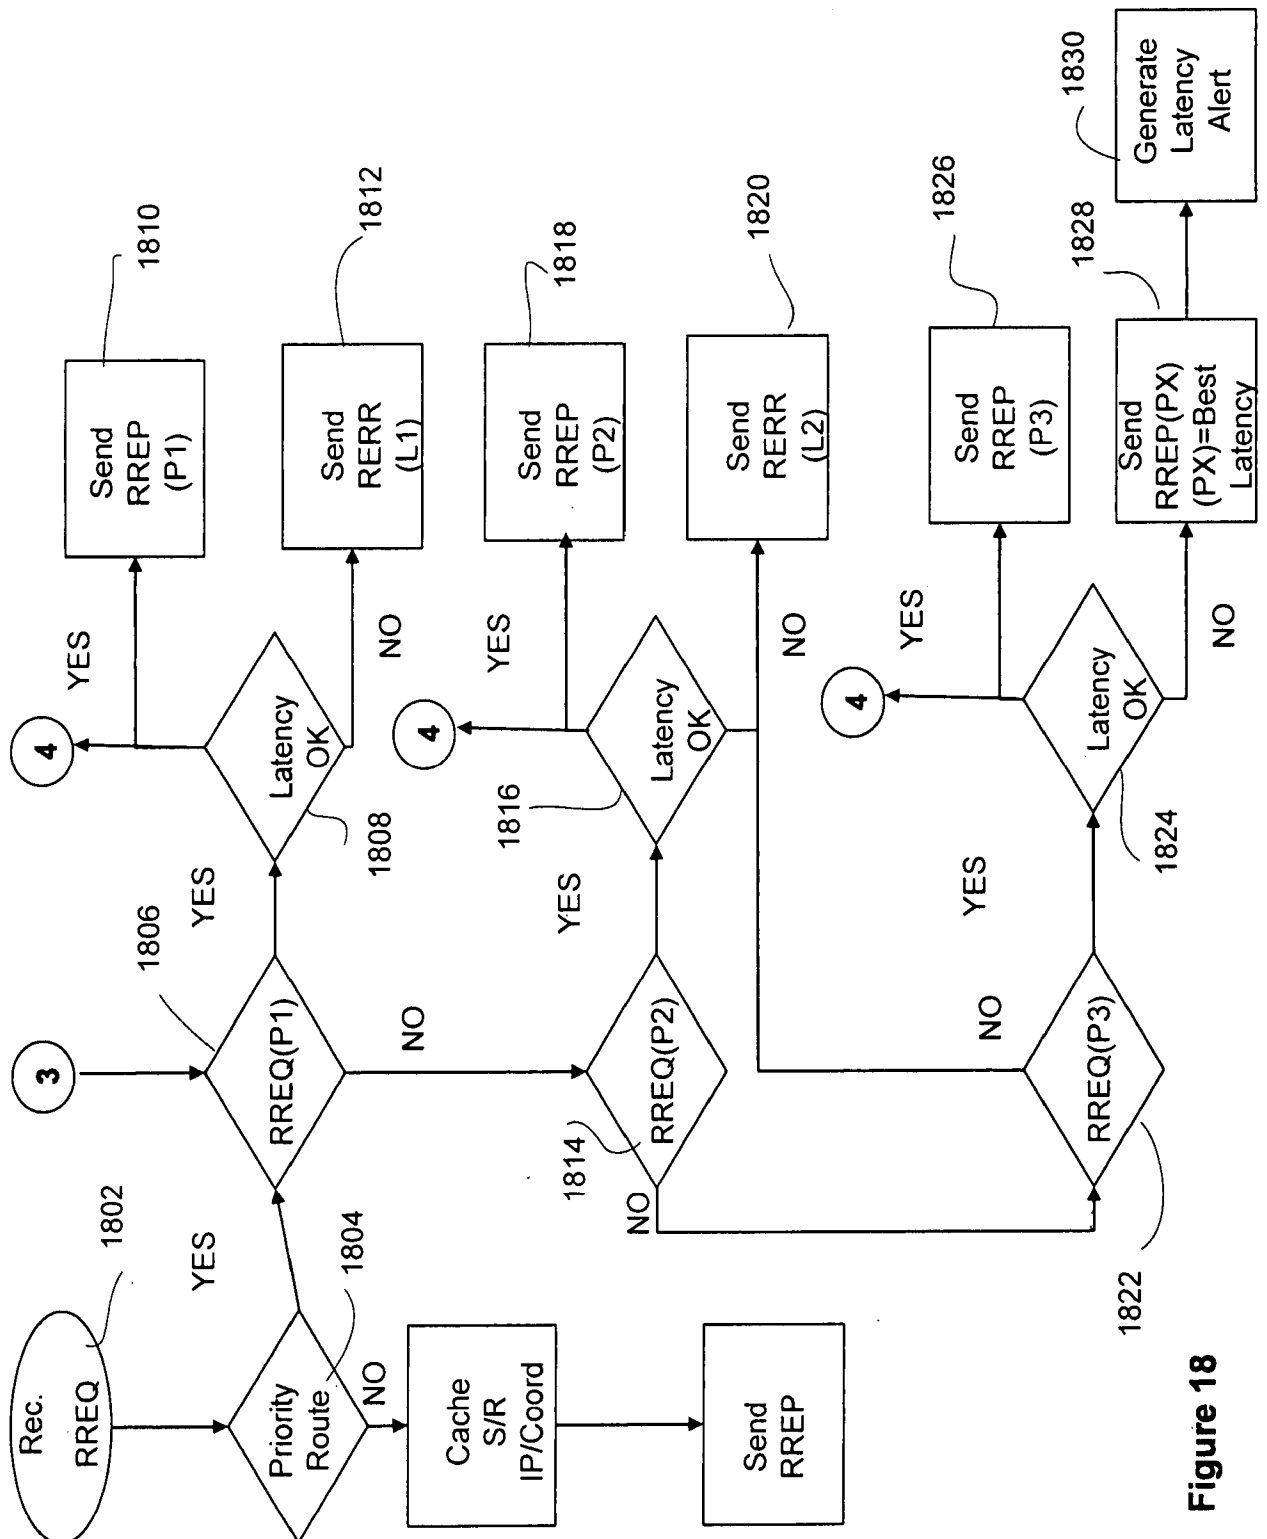 Rec.
RREQ
1802
Priority
Route
1804
YES
NO
Cache
S/R
IP/Coord
Send
RREP
3
1806
RREQ(P1)
YES
NO
Latency
OK
1808
4
YES
NO
Send
RREP
(P1)
1810
Send
RERR
(L1)
1812
RREQ(P2)
1814
YES
NO
Latency
OK
1816
4
YES
NO
Send
RREP
(P2)
1818
Send
RERR
(L2)
1820
RREQ(P3)
1822
YES
NO
Latency
OK
1824
4
YES
NO
Send
RREP
(P3)
1826
Send
RREP(PX)
(PX)=Best
Latency
1828
Generate
Latency
Alert
1830
Figure 18